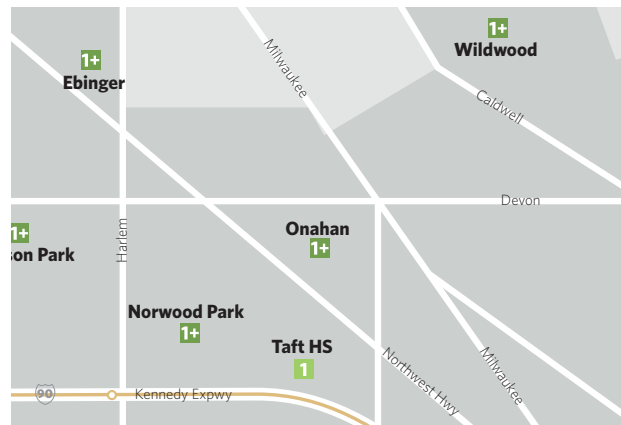 1+
Wildwood
1+
Ebinger
Milwaukee
Caldwell
Devon
1+
son Park
Harlem
Onahan
1+
Norwood Park
1+
Taft HS
1
Northwest Hwy
Milwaukee
90
Kennedy Expwy